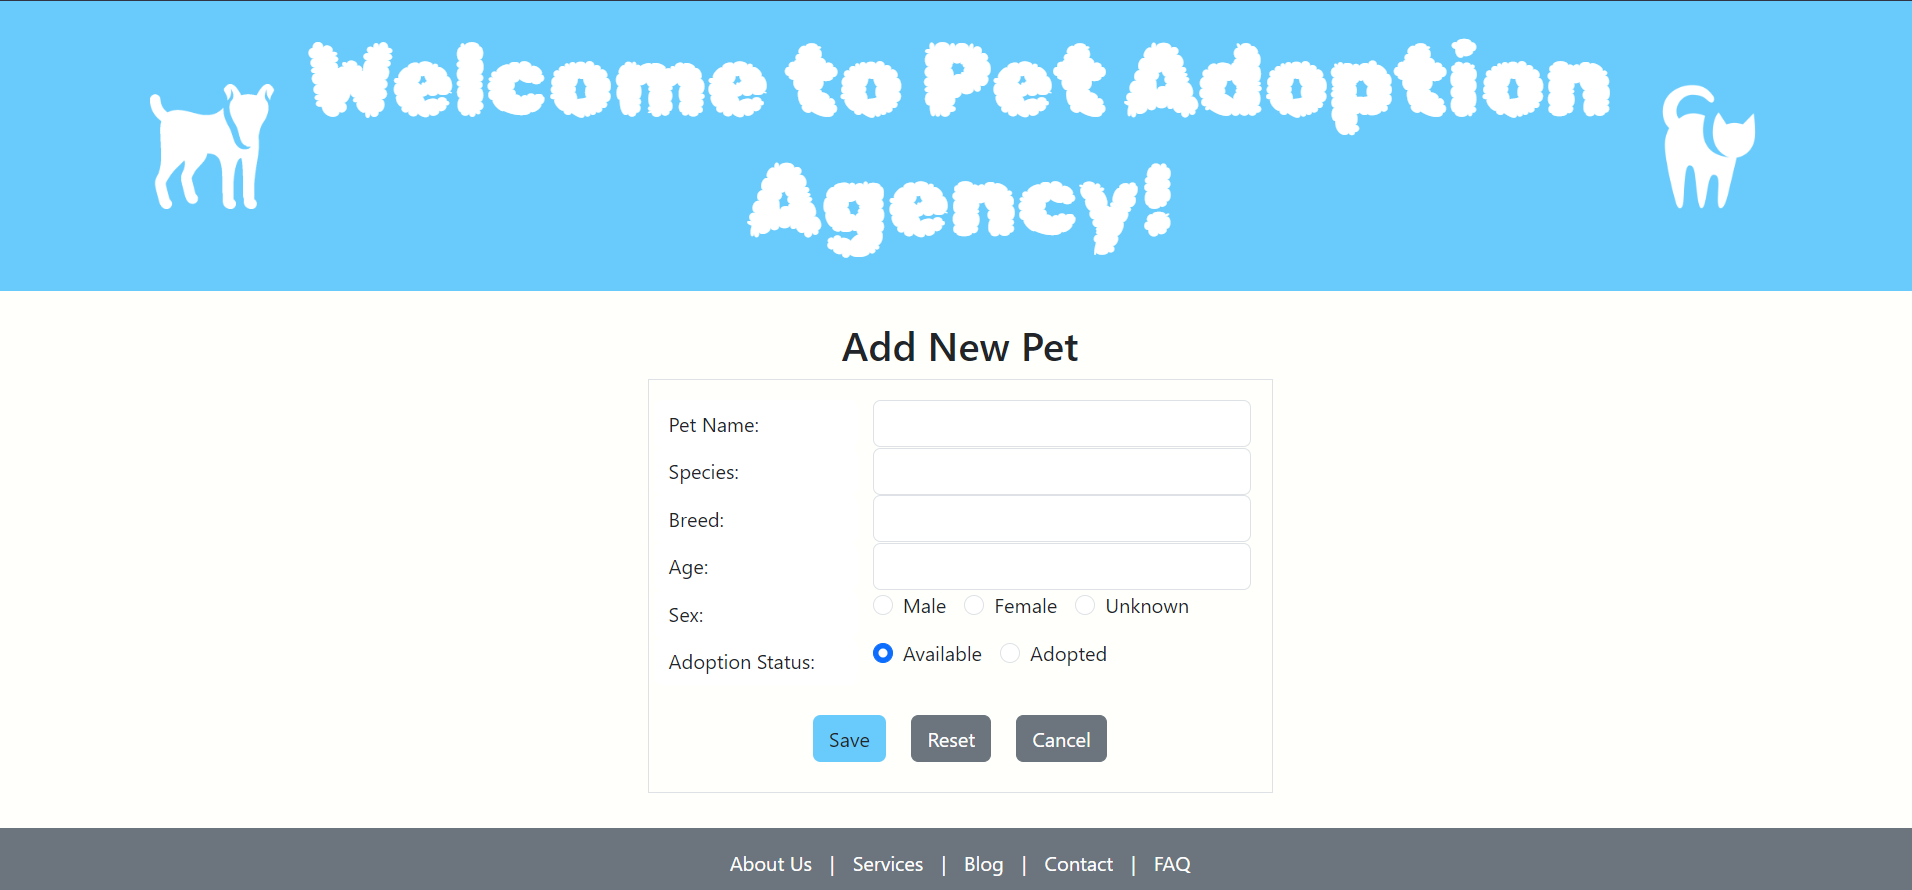 Welcome to Pet Adoption
Agency!
Add New Pet
Pet Name:
Species:
Breed:
Age:
Sex: Male Female Unknown
Adoption Status: Available Adopted
Save Reset Cancel
About Us | Services | Blog | Contact | FAQ